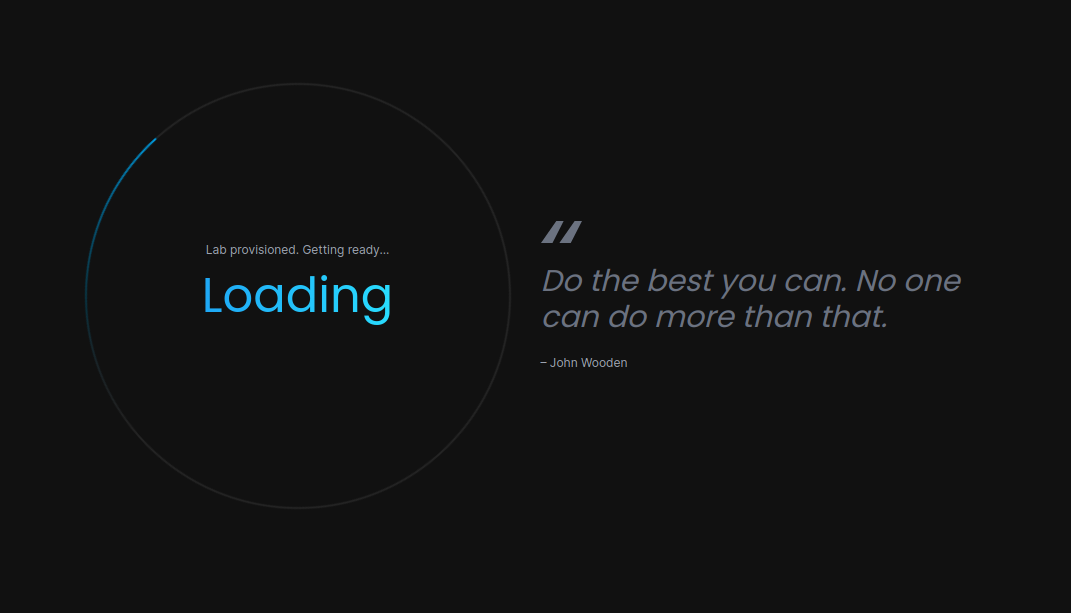 Lab provisioned. Getting ready...
Loading
Do the best you can. No one
can do more than that.
– John Wooden